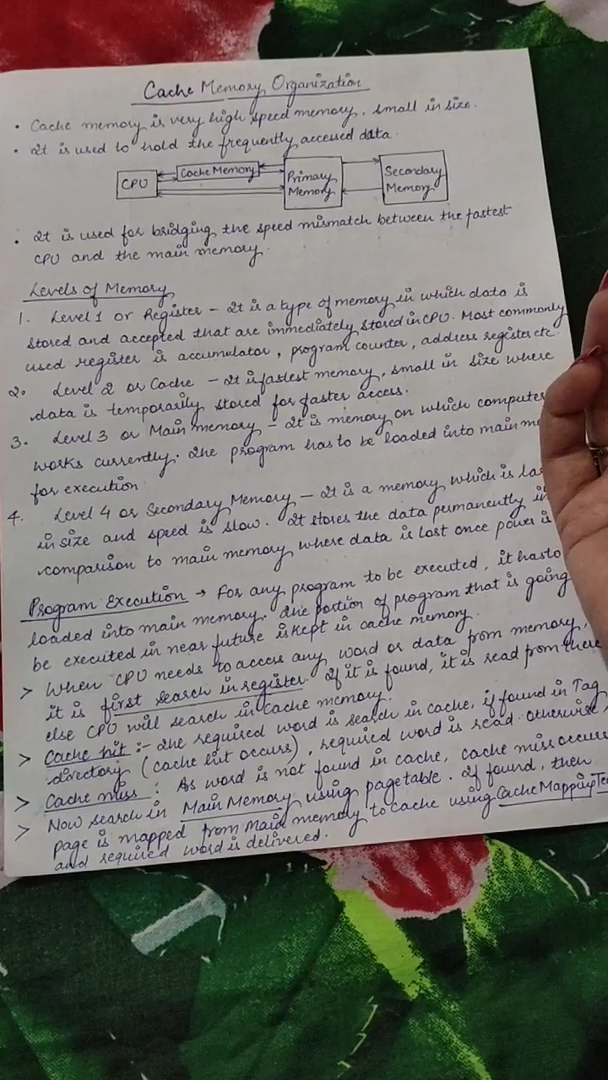 Cache Memory Organization
• Cache memory is very high speed memory, small in size.
• It is used to hold the frequently accessed data.
CPU
Cache Memory
Primary Memory
Secondary Memory
• It is used for bridging the speed mismatch between the fastest
CPU and the main memory.
Levels of Memory
1. Level 1 or Register - It is a type of memory in which data is
stored and accepted that are immediately stored in CPU. Most commonly
used register is accumulator, program counter, address register etc.
2. Level 2 or Cache - It is fastest memory, small in size where
data is temporarily stored for faster access.
3. Level 3 or Main memory - It is memory on which computer
works currently. The program has to be loaded into main me
for execution
4. Level 4 or Secondary Memory - It is a memory which is la
in size and speed is slow. It stores the data permanently in
comparison to main memory where data is lost once power is
Program Execution → For any program to be executed, it has to
loaded into main memory. The portion of program that is going
be executed in near future is kept in cache memory.
> When CPU needs to access any word or data from memory,
it is first search in register. If it is found, it is read from there
else CPU will search in cache memory.
> Cache hit :- The required word is search in cache, if found in Tag
directory (cache hit occurs), required word is read. otherwise
> Cache miss : As word is not found in cache, cache miss occurs
> Now search in Main Memory using page table. If found, then
page is mapped from main memory to cache using Cache Mapping Te
and required word is delivered.